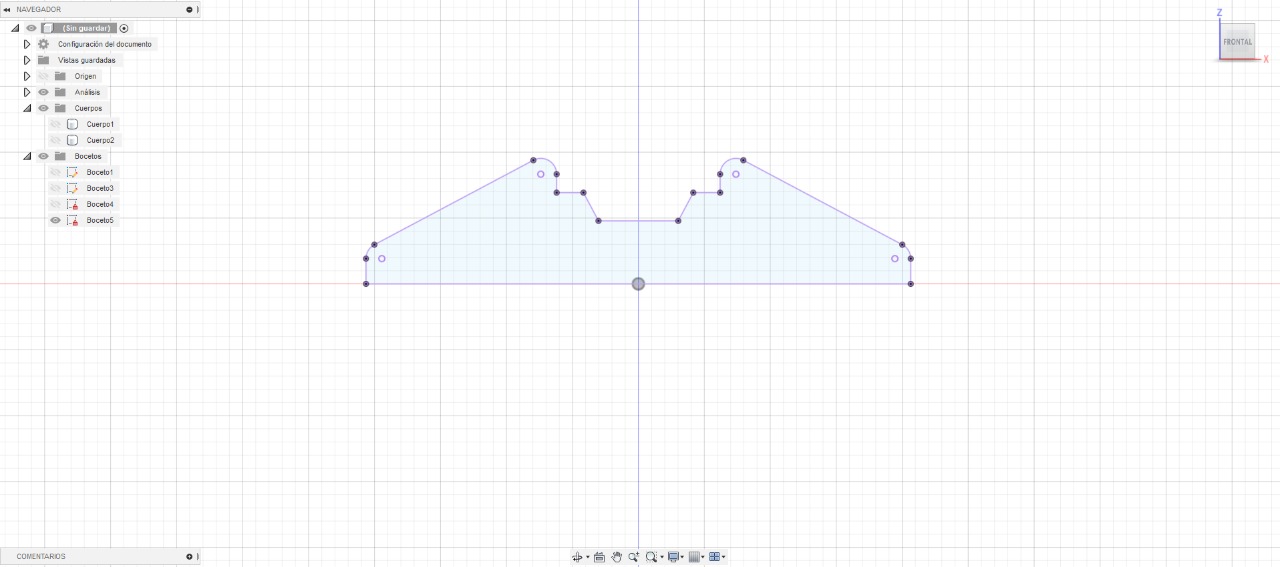 NAVEGADOR
(Sin guardar)
Configuración del documento
Vistas guardadas
Origen
Análisis
Cuerpos
Cuerpo1
Cuerpo2
Bocetos
Boceto1
Boceto3
Boceto4
Boceto5
Z
FRONTAL
X
COMENTARIOS